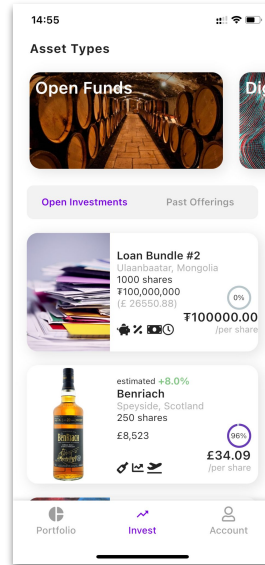 14:55
Asset Types
Open Funds
Di
Open Investments
Past Offerings
Loan Bundle #2
Ulaanbaatar, Mongolia
1000 shares
₮100,000,000
(£ 26550.88)
0%
₮100000.00
/per share
estimated +8.0%
Benriach
Speyside, Scotland
250 shares
£8,523
96%
£34.09
/per share
BenRiach
Portfolio
Invest
Account